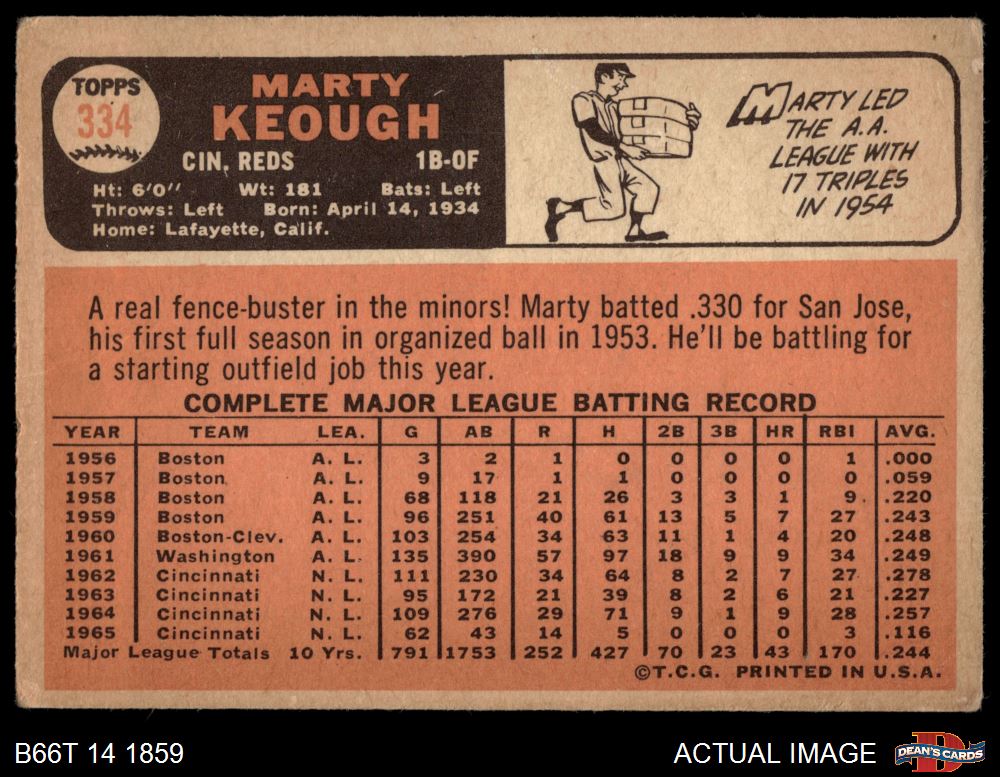 TOPPS
334
MARTY
KEOUGH
CIN. REDS 1B-OF
Ht: 6'0" Wt: 181 Bats: Left
Throws: Left Born: April 14, 1934
Home: Lafayette, Calif.
MARTY LED
THE A.A.
LEAGUE WITH
17 TRIPLES
IN 1954
A real fence-buster in the minors! Marty batted .330 for San Jose,
his first full season in organized ball in 1953. He'll be battling for
a starting outfield job this year.
COMPLETE MAJOR LEAGUE BATTING RECORD
YEAR TEAM LEA. G AB R H 2B 3B HR RBI AVG.
1956 Boston A. L. 3 2 1 0 0 0 0 1 .000
1957 Boston A. L. 9 17 1 1 0 0 0 0 .059
1958 Boston A. L. 68 118 21 26 3 3 1 9 .220
1959 Boston A. L. 96 251 40 61 13 5 7 27 .243
1960 Boston-Clev. A. L. 103 254 34 63 11 1 4 20 .248
1961 Washington A. L. 135 390 57 97 18 9 9 34 .249
1962 Cincinnati N. L. 111 230 34 64 8 2 7 27 .278
1963 Cincinnati N. L. 95 172 21 39 8 2 6 21 .227
1964 Cincinnati N. L. 109 276 29 71 9 1 9 28 .257
1965 Cincinnati N. L. 62 43 14 5 0 0 0 3 .116
Major League Totals 10 Yrs. 791 1753 252 427 70 23 43 170 .244
©T.C.G. PRINTED IN U.S.A.
B66T 14 1859 ACTUAL IMAGE DEAN'S CARDS